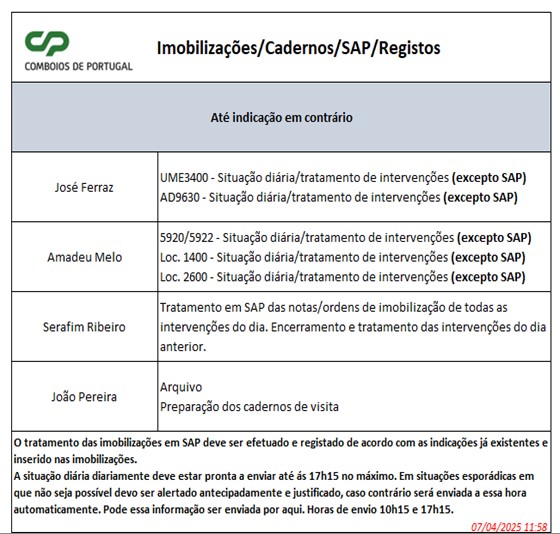 CP
COMBOIOS DE PORTUGAL
Imobilizações/Cadernos/SAP/Registos
Até indicação em contrário
José Ferraz
UME3400 - Situação diária/tratamento de intervenções (excepto SAP)
AD9630 - Situação diária/tratamento de intervenções (excepto SAP)
Amadeu Melo
5920/5922 - Situação diária/tratamento de intervenções (excepto SAP)
Loc. 1400 - Situação diária/tratamento de intervenções (excepto SAP)
Loc. 2600 - Situação diária/tratamento de intervenções (excepto SAP)
Serafim Ribeiro
Tratamento em SAP das notas/ordens de imobilização de todas as
intervenções do dia. Encerramento e tratamento das intervenções do dia
anterior.
João Pereira
Arquivo
Preparação dos cadernos de visita
O tratamento das imobilizações em SAP deve ser efetuado e registado de acordo com as indicações já existentes e
inserido nas imobilizações.
A situação diária diariamente deve estar pronta a enviar até ás 17h15 no máximo. Em situações esporádicas em
que não seja possível devo ser alertado antecipadamente e justificado, caso contrário será enviada a essa hora
automaticamente. Pode essa informação ser enviada por aqui. Horas de envio 10h15 e 17h15.
07/04/2025 11:58